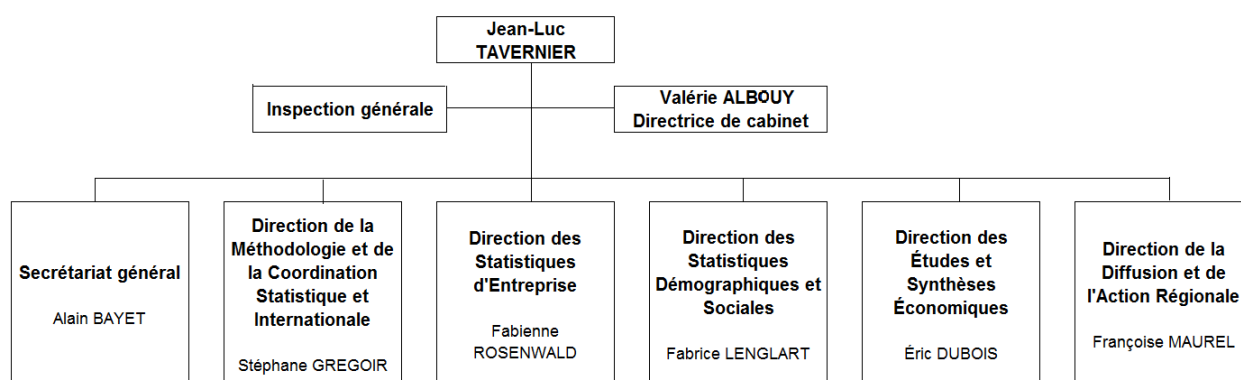 Jean-Luc
TAVERNIER
Inspection générale
Valérie ALBOUY
Directrice de cabinet
Secrétariat général
Alain BAYET
Direction de la
Méthodologie et de
la Coordination
Statistique et
Internationale
Stéphane GREGOIR
Direction des
Statistiques
d'Entreprise
Fabienne
ROSENWALD
Direction des
Statistiques
Démographiques et
Sociales
Fabrice LENGLART
Direction des
Études et
Synthèses
Économiques
Éric DUBOIS
Direction de la
Diffusion et de
l'Action Régionale
Françoise MAUREL